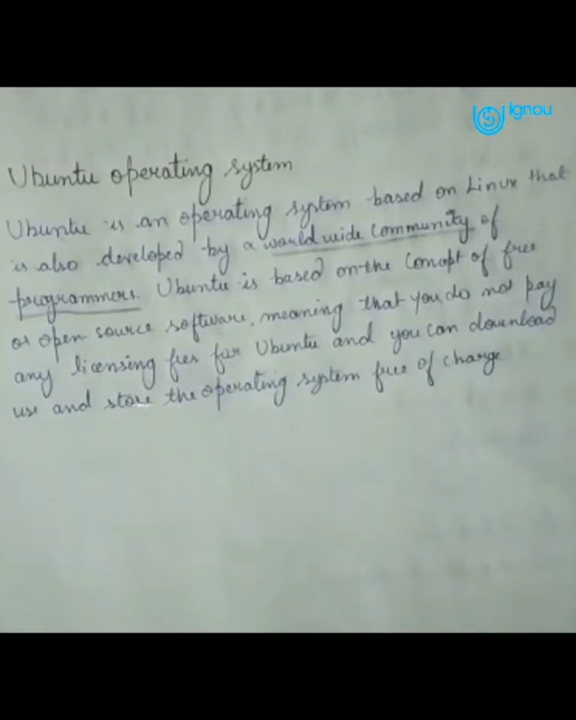 ignou
Ubuntu operating system
Ubuntu is an operating system based on Linux that
is also developed by a world wide community of
programmers. Ubuntu is based on the concept of free
or open source software, meaning that you do not pay
any licensing fees for Ubuntu and you can download
use and store the operating system free of charge